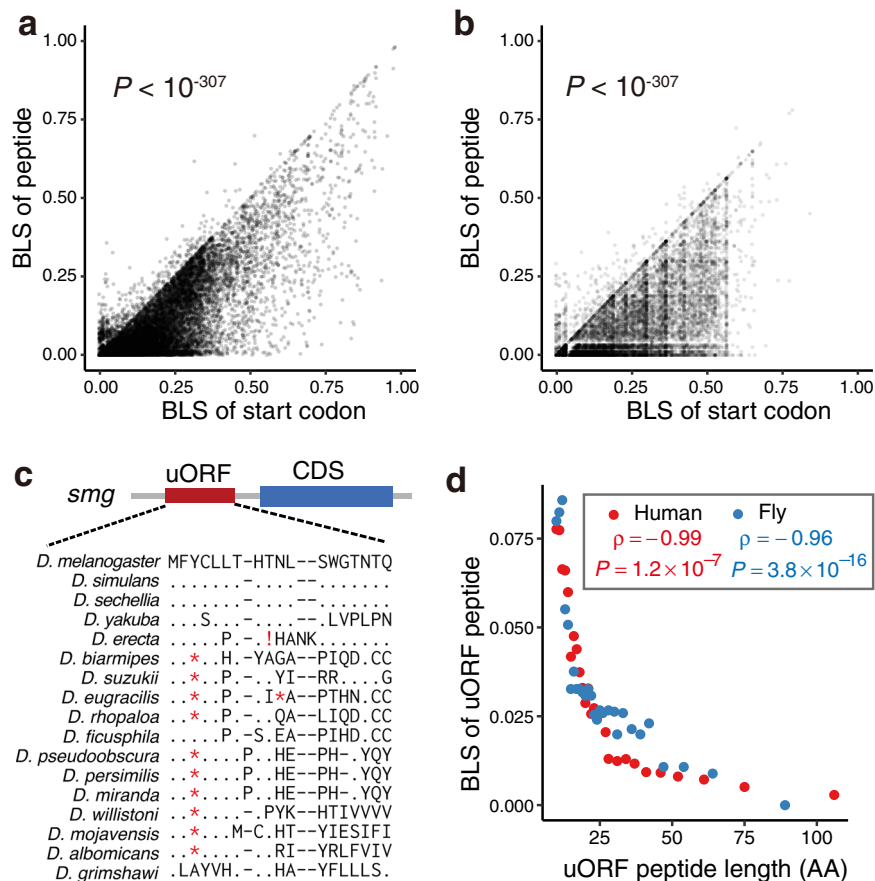 a
1.00
0.75
0.50
0.25
0.00
BLS of peptide
P < 10-307
0.00 0.25 0.50 0.75 1.00
BLS of start codon
b
1.00
0.75
0.50
0.25
0.00
BLS of peptide
P < 10-307
0.00 0.25 0.50 0.75 1.00
BLS of start codon
c
uORF CDS
smg
D. melanogaster MFYCLLT-HTNL--SWGTNTQ
D. simulans .......-....--.......
D. sechellia .......-....--.......
D. yakuba ..S....-....--.LVPLPN
D. erecta ....P.-.!HANK.......
D. biarmipes ..*..H.-YAGA--PIQD.CC
D. suzukii ..*..P.-..YI--RR....G
D. eugracilis ..*..P.-I*A--PTHN.CC
D. rhopaloa ..*..P.-..QA--LIQD.CC
D. ficusphila .....P.-S.EA--PIHD.CC
D. pseudoobscura ..*...P.-..HE--PH-.YQY
D. persimilis ..*...P.-..HE--PH-.YQY
D. miranda ..*...P.-..HE--PH-.YQY
D. willistoni ..*....-..PYK--HTIVVVV
D. mojavensis ..*...M-C.HT--YIESIFI
D. albomicans ..*....-..RI--YRLFVIV
D. grimshawi .LAYVH.-..HA--YFLLLS.
d
0.075
0.050
0.025
0.000
BLS of uORF peptide
Human Fly
ρ = −0.99 ρ = −0.96
P = 1.2 × 10−7 P = 3.8 × 10−16
25 50 75 100
uORF peptide length (AA)